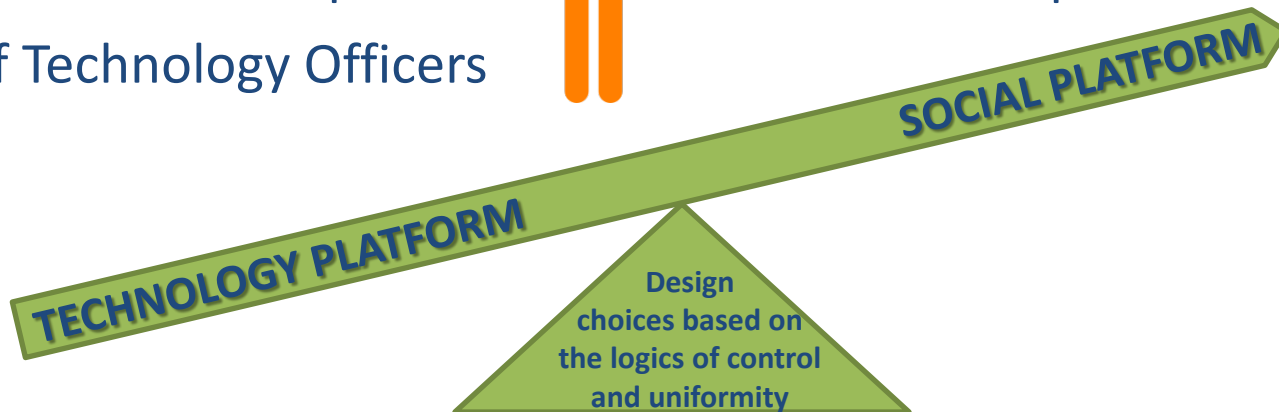 f Technology Officers
SOCIAL PLATFORM
TECHNOLOGY PLATFORM
Design
choices based on
the logics of control
and uniformity